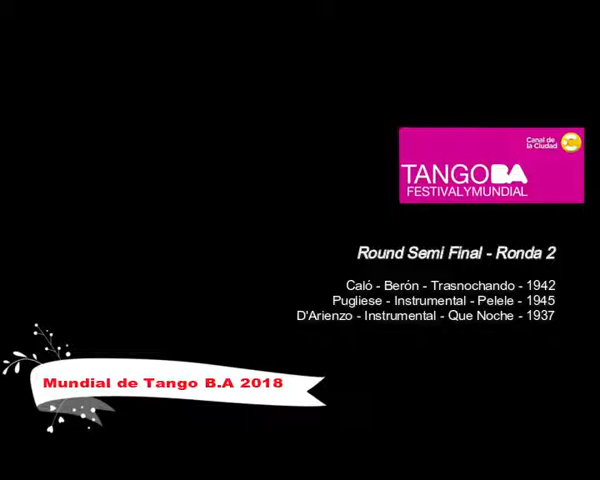 Canal de
la Ciudad
TANGOBA
FESTIVALYMUNDIAL
Round Semi Final - Ronda 2
Caló - Berón - Trasnochando - 1942
Pugliese - Instrumental - Pelele - 1945
D'Arienzo - Instrumental - Que Noche - 1937
Mundial de Tango B.A 2018